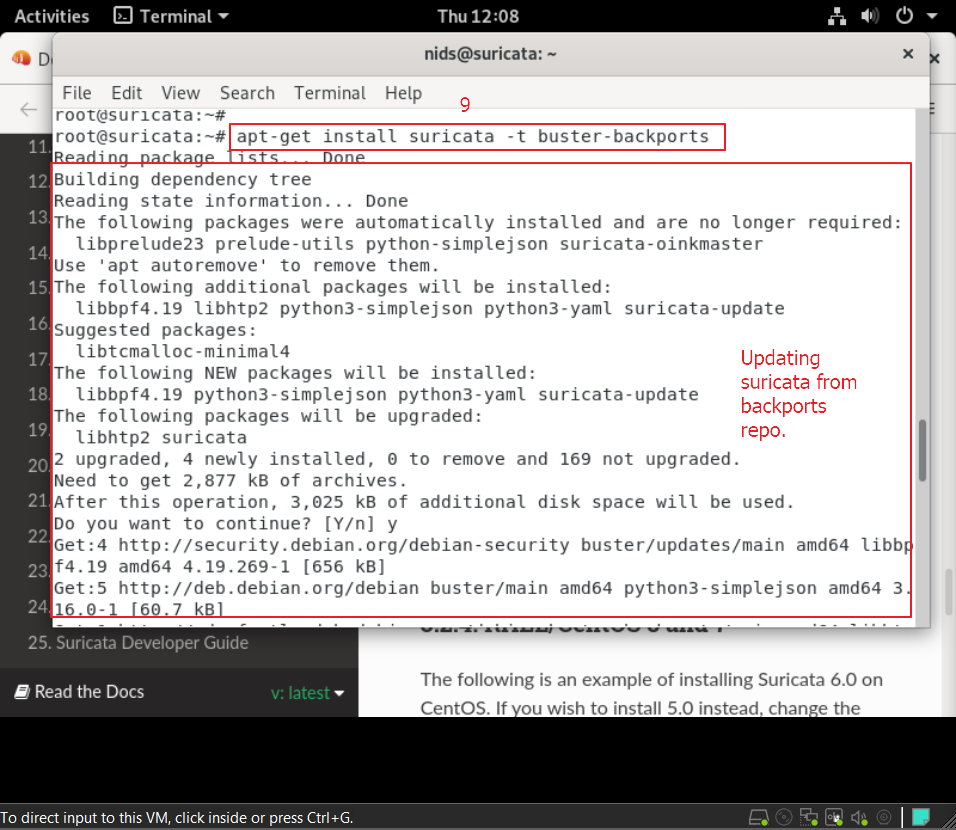 Activities Terminal Thu 12:08
nids@suricata: ~
File Edit View Search Terminal Help
9
root@suricata:~#
root@suricata:~# apt-get install suricata -t buster-backports
Reading package lists... Done
Building dependency tree
Reading state information... Done
The following packages were automatically installed and are no longer required:
libprelude23 prelude-utils python-simplejson suricata-oinkmaster
Use 'apt autoremove' to remove them.
The following additional packages will be installed:
libbpf4.19 libhtp2 python3-simplejson python3-yaml suricata-update
Suggested packages:
libtcmalloc-minimal4
The following NEW packages will be installed:
libbpf4.19 python3-simplejson python3-yaml suricata-update
The following packages will be upgraded:
libhtp2 suricata
2 upgraded, 4 newly installed, 0 to remove and 169 not upgraded.
Need to get 2,877 kB of archives.
After this operation, 3,025 kB of additional disk space will be used.
Do you want to continue? [Y/n] y
Get:4 http://security.debian.org/debian-security buster/updates/main amd64 libbp
f4.19 amd64 4.19.269-1 [656 kB]
Get:5 http://deb.debian.org/debian buster/main amd64 python3-simplejson amd64 3.
16.0-1 [60.7 kB]
Updating
suricata from
backports
repo.
11.
12.
13.
14.
15.
16.
17.
18.
19.
20.
21.
22.
23.
24.
25. Suricata Developer Guide
Read the Docs v: latest
The following is an example of installing Suricata 6.0 on
CentOS. If you wish to install 5.0 instead, change the
To direct input to this VM, click inside or press Ctrl+G.